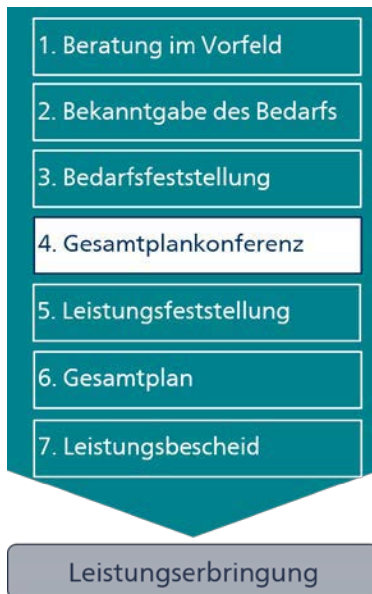 1. Beratung im Vorfeld
2. Bekanntgabe des Bedarfs
3. Bedarfsfeststellung
4. Gesamtplankonferenz
5. Leistungsfeststellung
6. Gesamtplan
7. Leistungsbescheid
Leistungserbringung